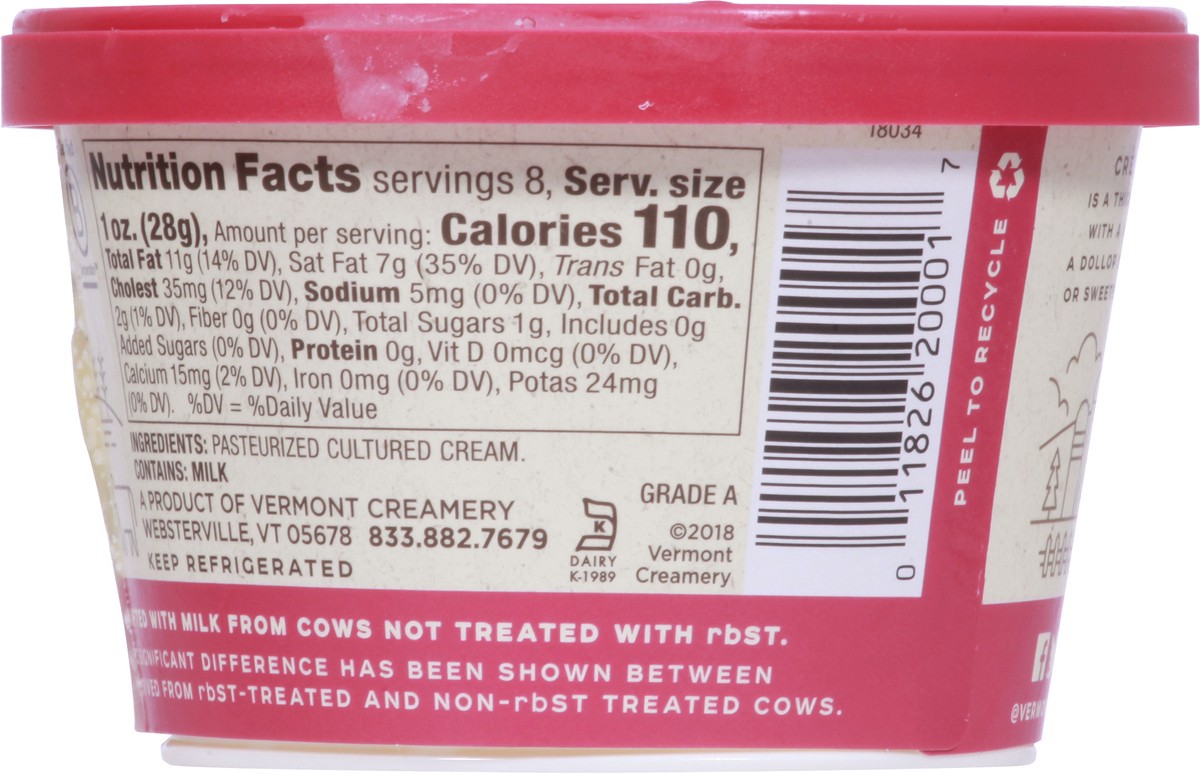 18034
Nutrition Facts servings 8, Serv. size
1 oz. (28g), Amount per serving: Calories 110,
Total Fat 11g (14% DV), Sat Fat 7g (35% DV), Trans Fat 0g,
Cholest 35mg (12% DV), Sodium 5mg (0% DV), Total Carb.
2g (1% DV), Fiber 0g (0% DV), Total Sugars 1g, Includes 0g
Added Sugars (0% DV), Protein 0g, Vit D 0mcg (0% DV),
Calcium 15mg (2% DV), Iron 0mg (0% DV), Potas 24mg
(0% DV). %DV = %Daily Value
INGREDIENTS: PASTEURIZED CULTURED CREAM.
CONTAINS: MILK
A PRODUCT OF VERMONT CREAMERY
WEBSTERVILLE, VT 05678 833.882.7679
KEEP REFRIGERATED
K
DAIRY
K-1989
GRADE A
©2018
Vermont
Creamery
0 11826 20001 7
PEEL TO RECYCLE
IS A
WITH
A DOLLOP
OR SWEET
WITH MILK FROM COWS NOT TREATED WITH rbST.
SIGNIFICANT DIFFERENCE HAS BEEN SHOWN BETWEEN
FROM rbST-TREATED AND NON-rbST TREATED COWS.
f